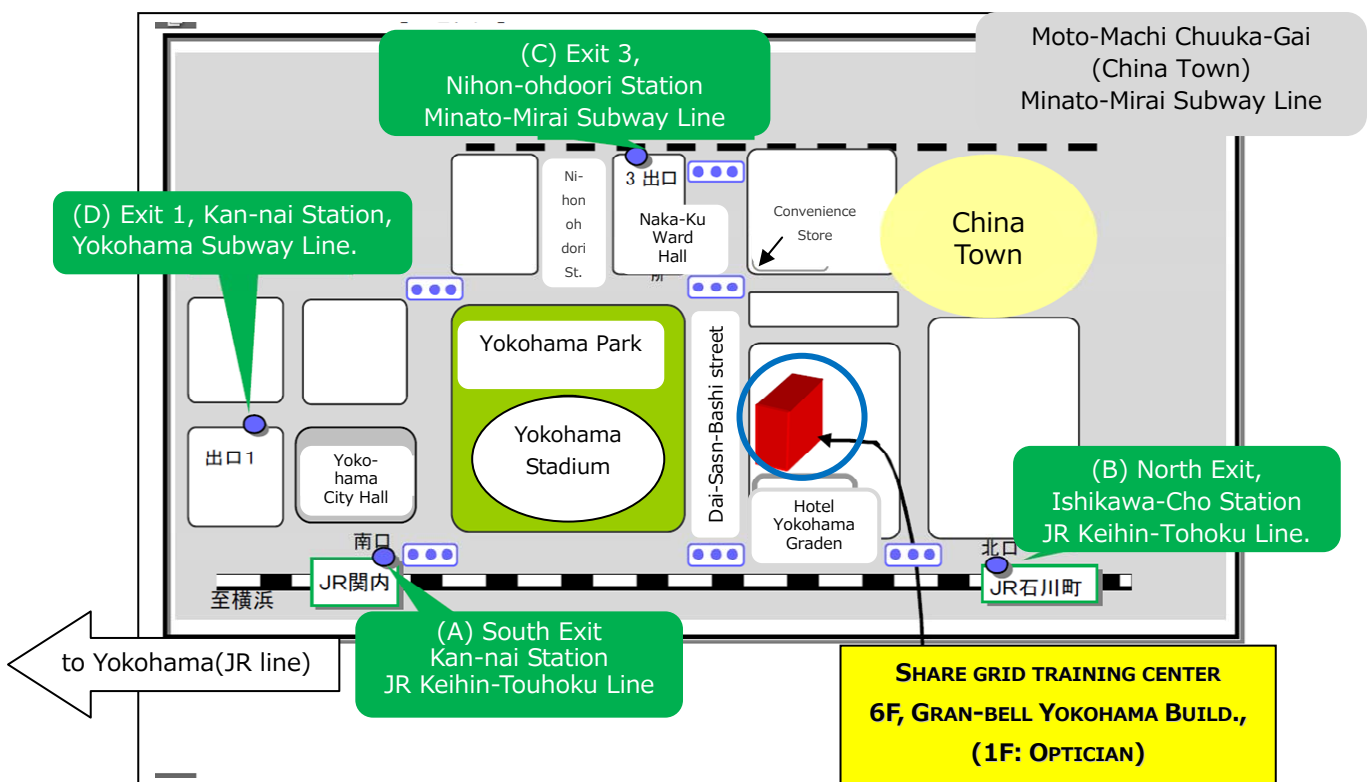 Moto-Machi Chuuka-Gai
(China Town)
Minato-Mirai Subway Line
(C) Exit 3,
Nihon-ohdoori Station
Minato-Mirai Subway Line
(D) Exit 1, Kan-nai Station,
Yokohama Subway Line.
Ni-
hon
oh
dori
St.
3 出口
Naka-Ku
Ward
Hall
所
Convenience
Store
China
Town
Yokohama Park
Yokohama
Stadium
Dai-Sasn-Bashi street
出口1
Yoko-
hama
City Hall
Hotel
Yokohama
Graden
(B) North Exit,
Ishikawa-Cho Station
JR Keihin-Tohoku Line.
南口
JR関内
至横浜
北口
JR石川町
to Yokohama(JR line)
(A) South Exit
Kan-nai Station
JR Keihin-Touhoku Line
SHARE GRID TRAINING CENTER
6F, GRAN-BELL YOKOHAMA BUILD.,
(1F: OPTICIAN)